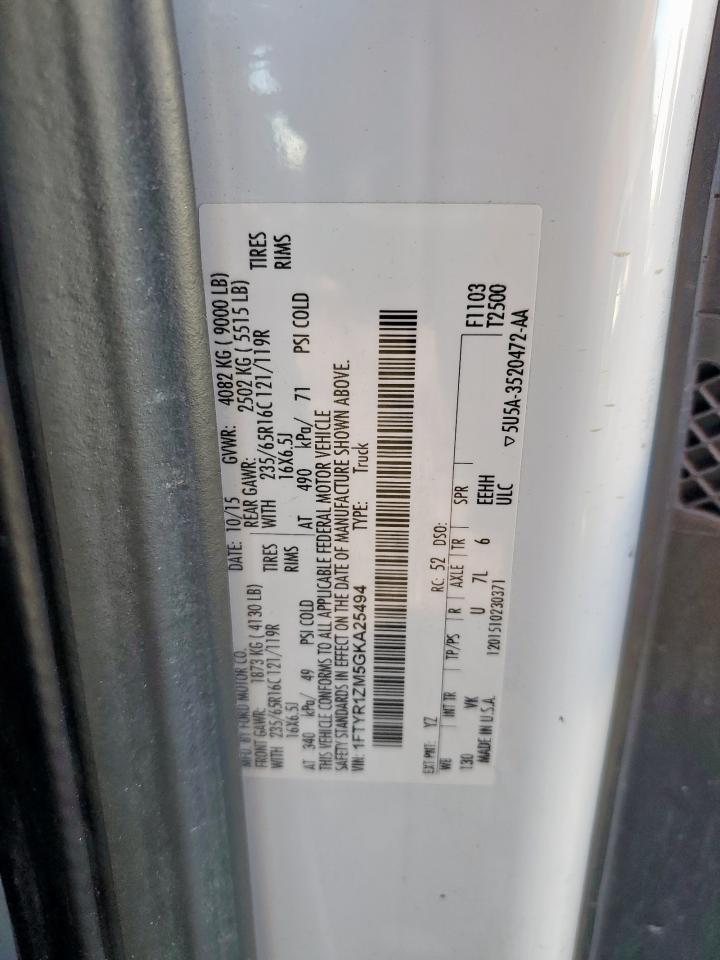 MFD. BY FORD MOTOR CO.
DATE: 10/15 GVWR: 4082 KG ( 9000 LB)
FRONT GAWR: 1873 KG ( 4130 LB) REAR GAWR: 2502 KG ( 5515 LB)
WITH 235/65R16C 121/119R TIRES WITH 235/65R16C 121/119R TIRES
16X6.5J RIMS 16X6.5J RIMS
AT 340 kPa/ 49 PSI COLD AT 490 kPa/ 71 PSI COLD
THIS VEHICLE CONFORMS TO ALL APPLICABLE FEDERAL MOTOR VEHICLE
SAFETY STANDARDS IN EFFECT ON THE DATE OF MANUFACTURE SHOWN ABOVE.
VIN: 1FTYR1ZM5GKA25494 TYPE: Truck
EXT PNT: YZ RC: 52 DSO:
WB INT TR TP/PS R AXLE TR SPR F1103
130 VK U 7L 6 EEHH T2500
MADE IN U.S.A. 1201510230371 ULC ▽5U5A-3520472-AA